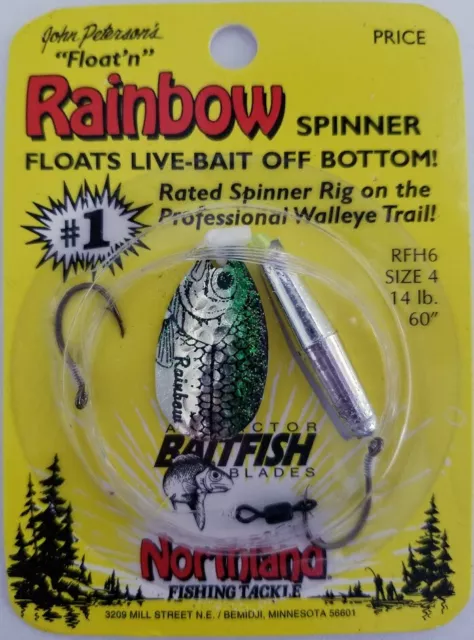 John Peterson's
"Float'n"
PRICE
Rainbow SPINNER
FLOATS LIVE-BAIT OFF BOTTOM!
#1
Rated Spinner Rig on the
Professional Walleye Trail!
RFH6
SIZE 4
14 lb.
60"
Rainbow
BAITFISH
BLADES
Northland
FISHING TACKLE
3209 MILL STREET N.E. / BEMIDJI, MINNESOTA 56601